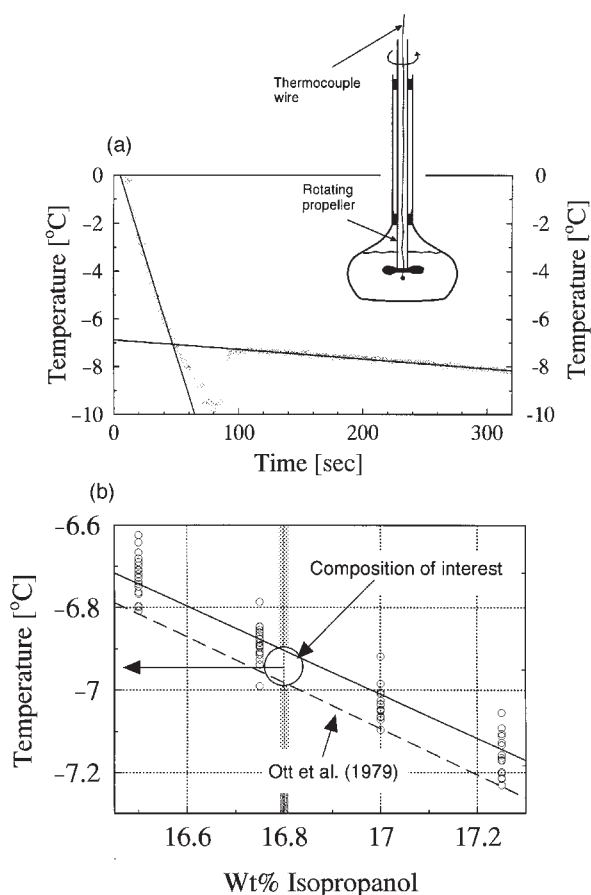 Thermocouple
wire
(a)
Rotating
propeller
0
-2
-4
-6
-8
-10
Temperature [°C]
0
-2
-4
-6
-8
-10
Temperature [°C]
0
100
200
300
Time [sec]
(b)
-6.6
-6.8
-7
-7.2
Temperature [°C]
Composition of interest
Ott et al. (1979)
16.6
16.8
17
17.2
Wt% Isopropanol